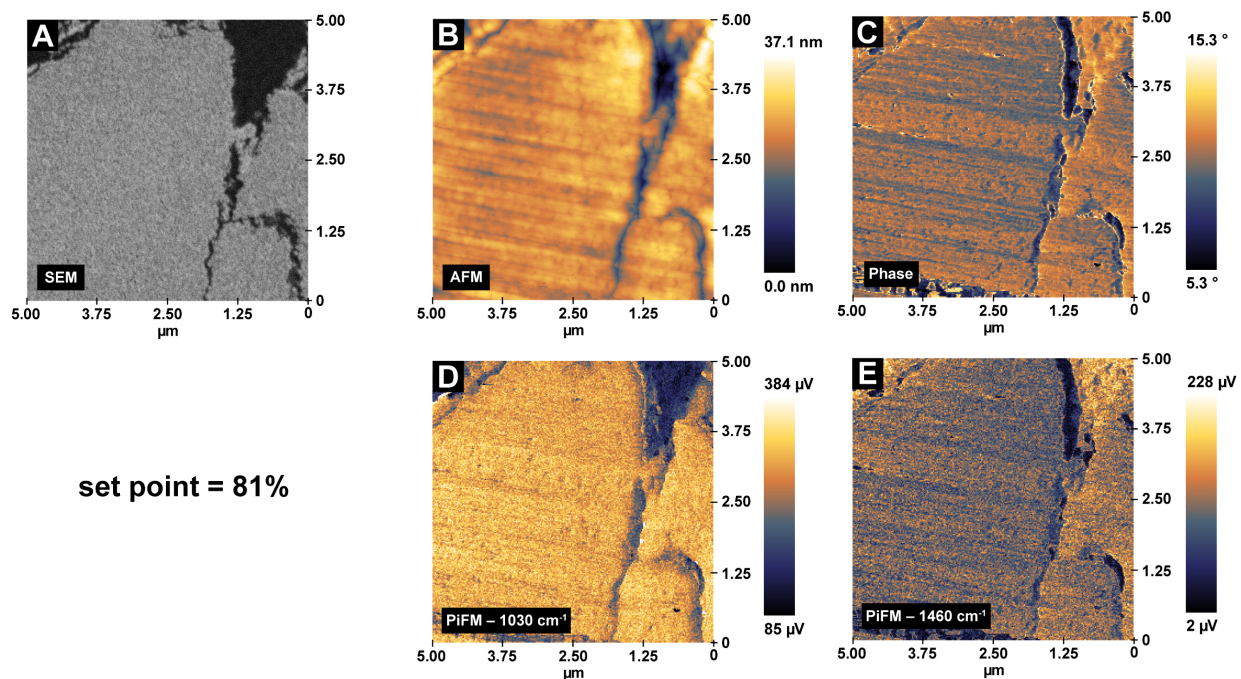 A
SEM
5.00
3.75
2.50
1.25
0
5.00 3.75 2.50 1.25 0
µm
B
AFM
5.00
3.75
2.50
1.25
0
5.00 3.75 2.50 1.25 0
µm
37.1 nm
0.0 nm
C
Phase
5.00
3.75
2.50
1.25
0
5.00 3.75 2.50 1.25 0
µm
15.3 °
5.3 °
set point = 81%
D
PiFM – 1030 cm⁻¹
5.00
3.75
2.50
1.25
0
5.00 3.75 2.50 1.25 0
µm
384 µV
85 µV
E
PiFM – 1460 cm⁻¹
5.00
3.75
2.50
1.25
0
5.00 3.75 2.50 1.25 0
µm
228 µV
2 µV